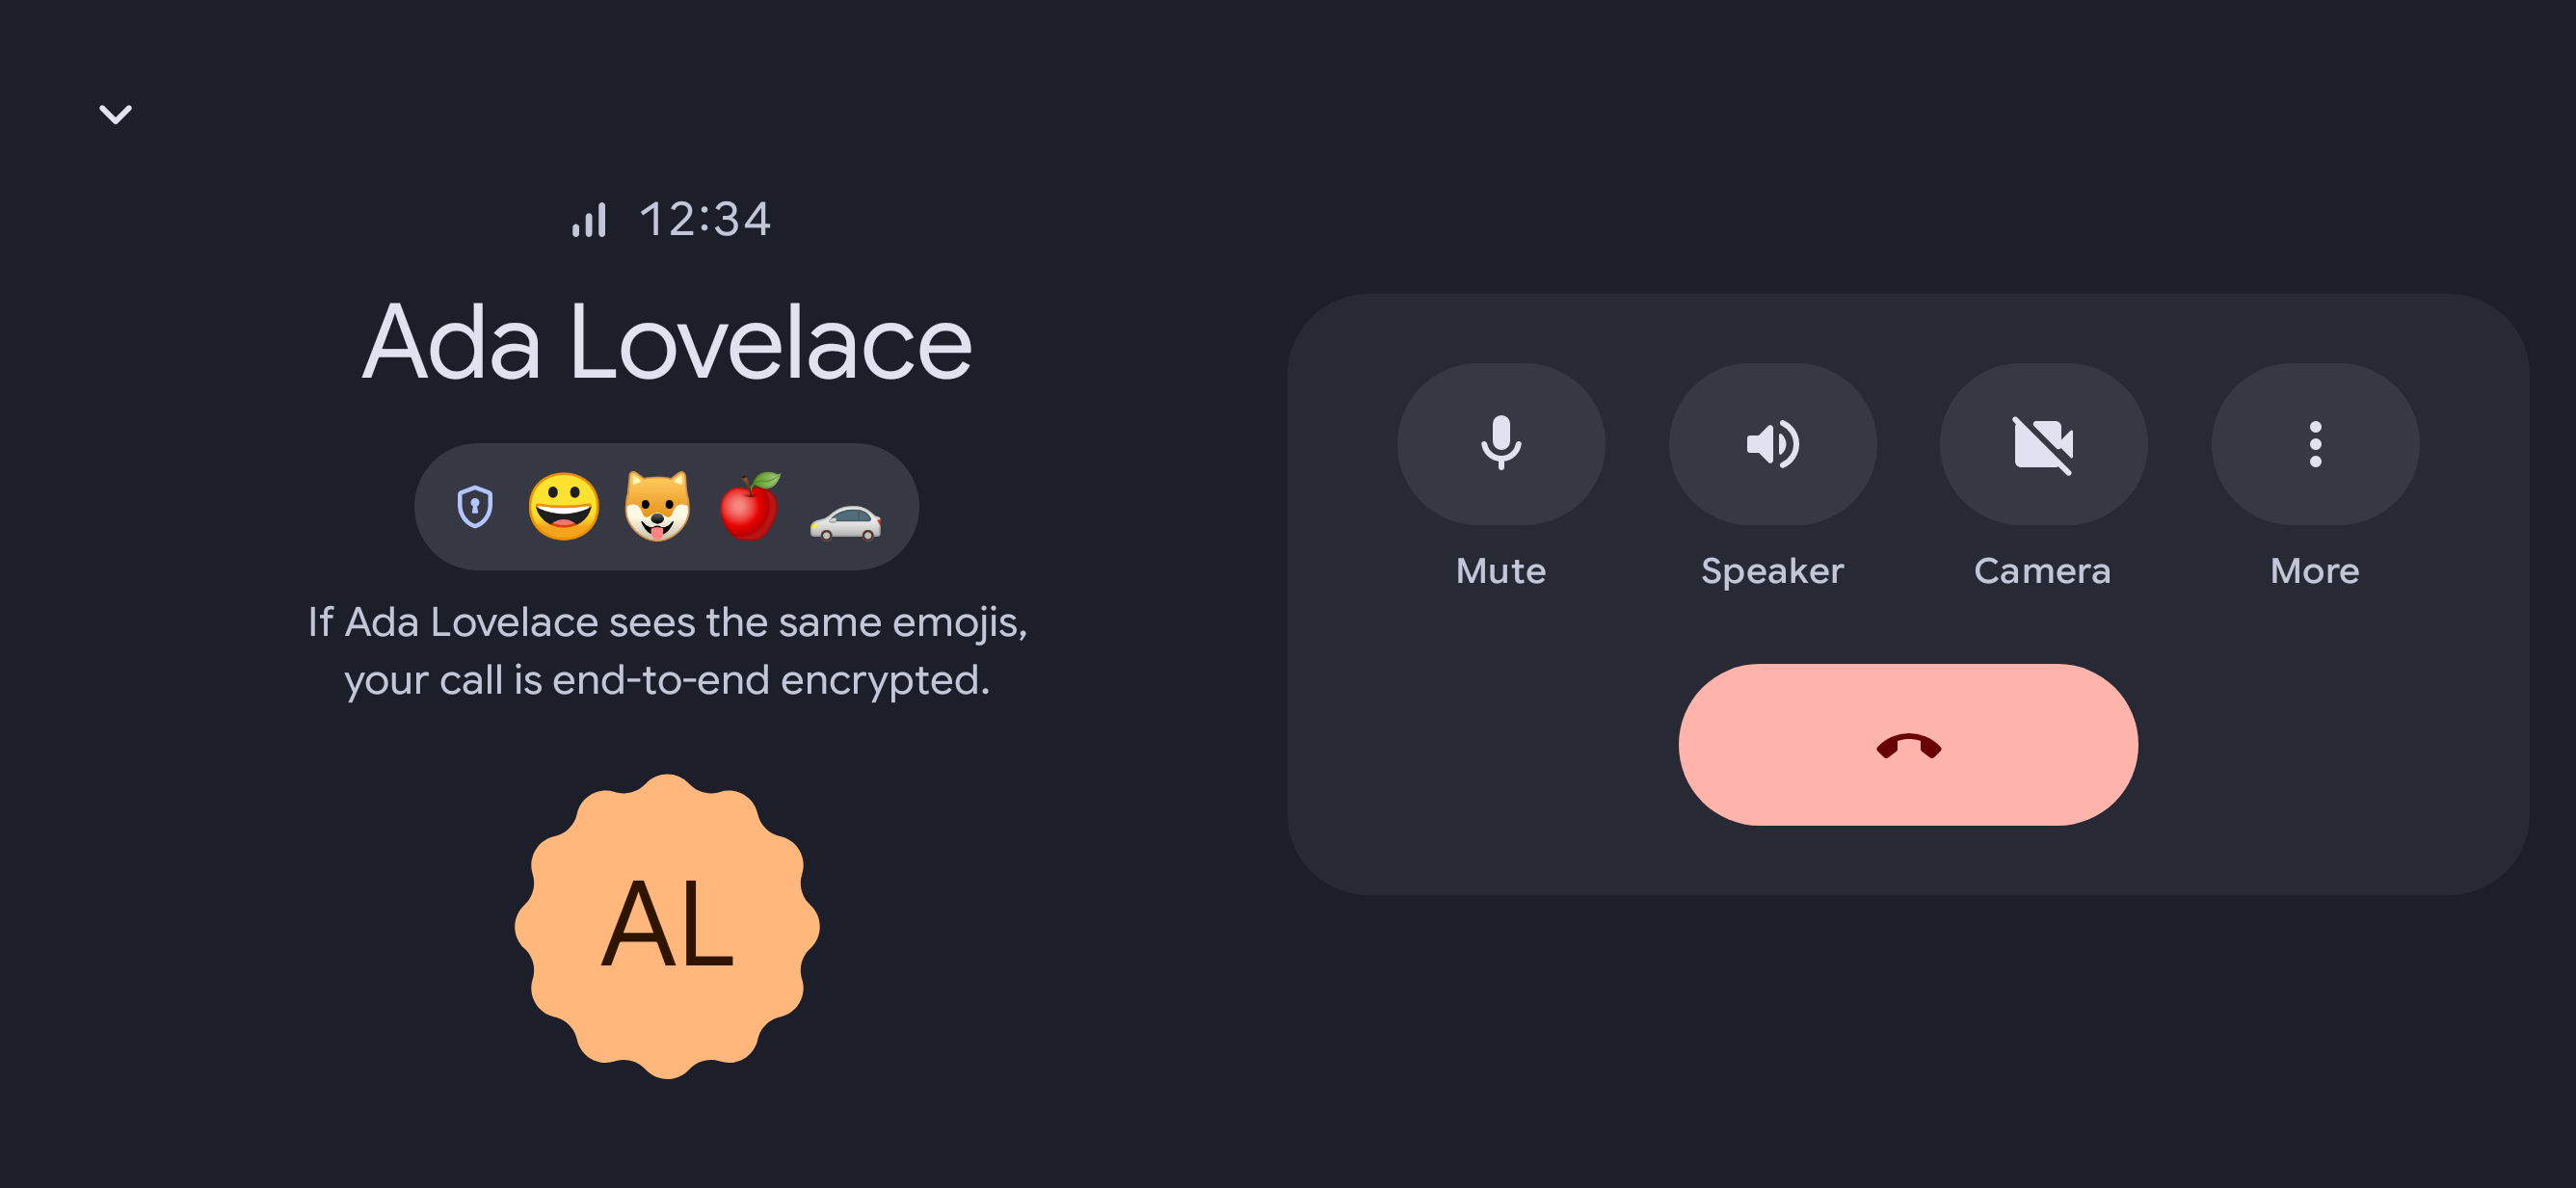 12:34
Ada Lovelace
😀 🐶 🍎 🚗
If Ada Lovelace sees the same emojis,
your call is end-to-end encrypted.
AL
Mute
Speaker
Camera
More